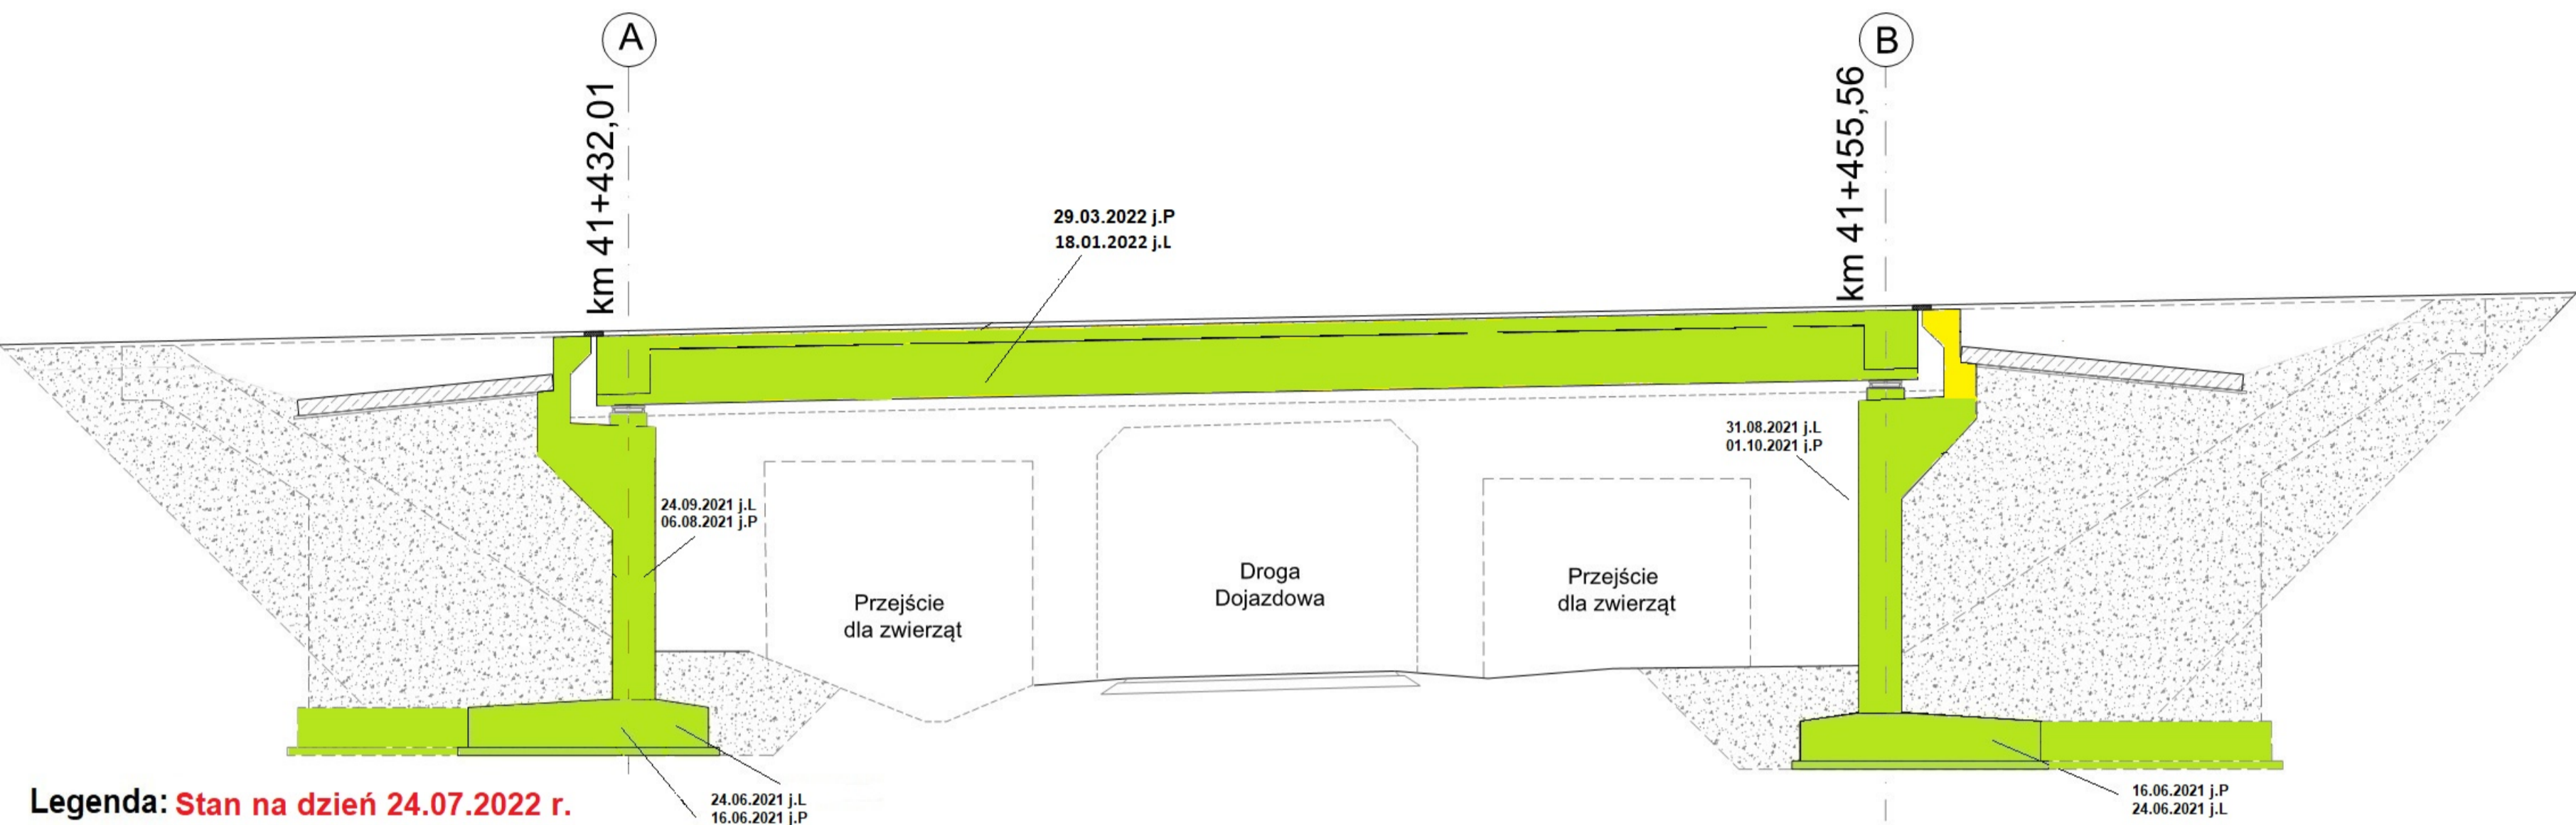 A
B
km 41+432,01
km 41+455,56
29.03.2022 j.P
18.01.2022 j.L
31.08.2021 j.L
01.10.2021 j.P
24.09.2021 j.L
06.08.2021 j.P
Przejście
dla zwierząt
Droga
Dojazdowa
Przejście
dla zwierząt
24.06.2021 j.L
16.06.2021 j.P
16.06.2021 j.P
24.06.2021 j.L
Legenda: Stan na dzień 24.07.2022 r.